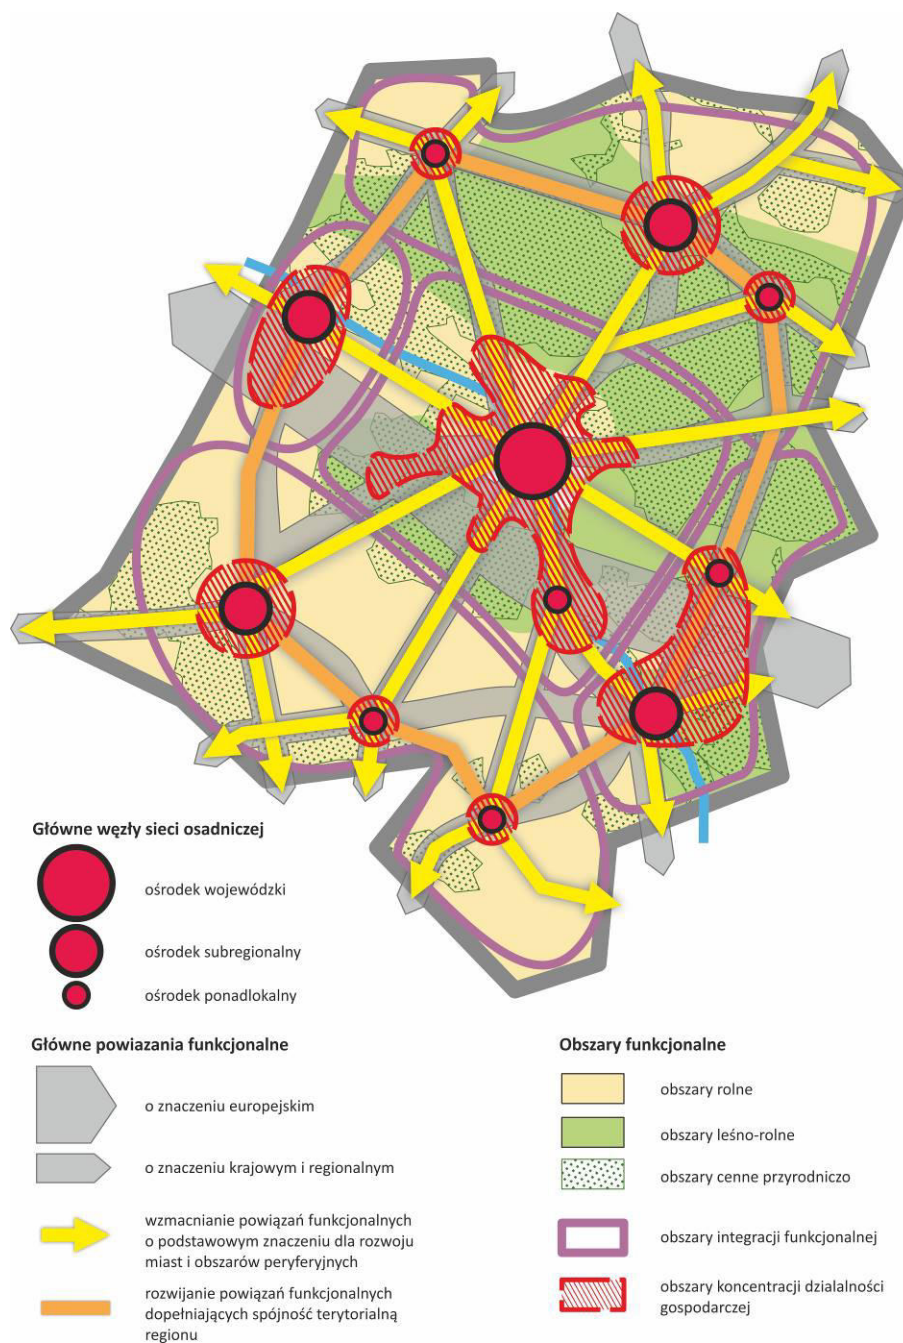 Główne węzły sieci osadniczej
ośrodek wojewódzki
ośrodek subregionalny
ośrodek ponadlokalny
Główne powiazania funkcjonalne
o znaczeniu europejskim
o znaczeniu krajowym i regionalnym
wzmacnianie powiązań funkcjonalnych
o podstawowym znaczeniu dla rozwoju
miast i obszarów peryferyjnych
rozwijanie powiązań funkcjonalnych
dopełniających spójność terytorialną
regionu
Obszary funkcjonalne
obszary rolne
obszary leśno-rolne
obszary cenne przyrodniczo
obszary integracji funkcjonalnej
obszary koncentracji dzialalności
gospodarczej